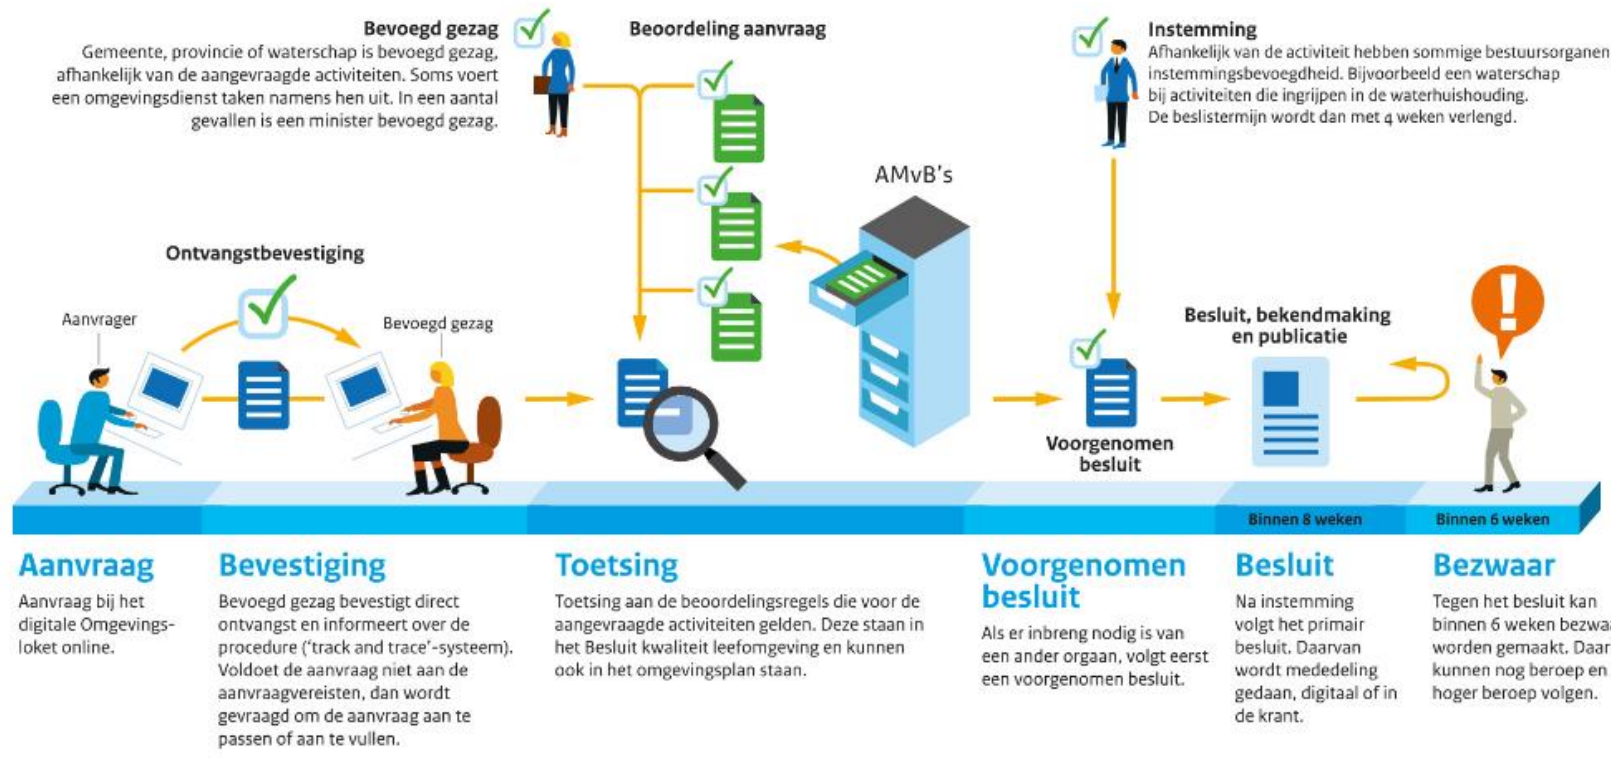 Bevoegd gezag
Gemeente, provincie of waterschap is bevoegd gezag,
afhankelijk van de aangevraagde activiteiten. Soms voert
een omgevingsdienst taken namens hen uit. In een aantal
gevallen is een minister bevoegd gezag.
Beoordeling aanvraag
Instemming
Afhankelijk van de activiteit hebben sommige bestuursorganen
instemmingsbevoegdheid. Bijvoorbeeld een waterschap
bij activiteiten die ingrijpen in de waterhuishouding.
De beslistermijn wordt dan met 4 weken verlengd.
AMvB's
Ontvangstbevestiging
Aanvrager
Bevoegd gezag
Voorgenomen
besluit
Besluit, bekendmaking
en publicatie
!
Binnen 8 weken
Binnen 6 weken
Aanvraag
Aanvraag bij het
digitale Omgevings-
loket online.
Bevestiging
Bevoegd gezag bevestigt direct
ontvangst en informeert over de
procedure ('track and trace'-systeem).
Voldoet de aanvraag niet aan de
aanvraagvereisten, dan wordt
gevraagd om de aanvraag aan te
passen of aan te vullen.
Toetsing
Toetsing aan de beoordelingsregels die voor de
aangevraagde activiteiten gelden. Deze staan in
het Besluit kwaliteit leefomgeving en kunnen
ook in het omgevingsplan staan.
Voorgenomen
besluit
Als er inbreng nodig is van
een ander orgaan, volgt eerst
een voorgenomen besluit.
Besluit
Na instemming
volgt het primair
besluit. Daarvan
wordt mededeling
gedaan, digitaal of in
de krant.
Bezwaar
Tegen het besluit kan
binnen 6 weken
worden gemaakt.
kunnen nog beroep en
hoger beroep volgen.